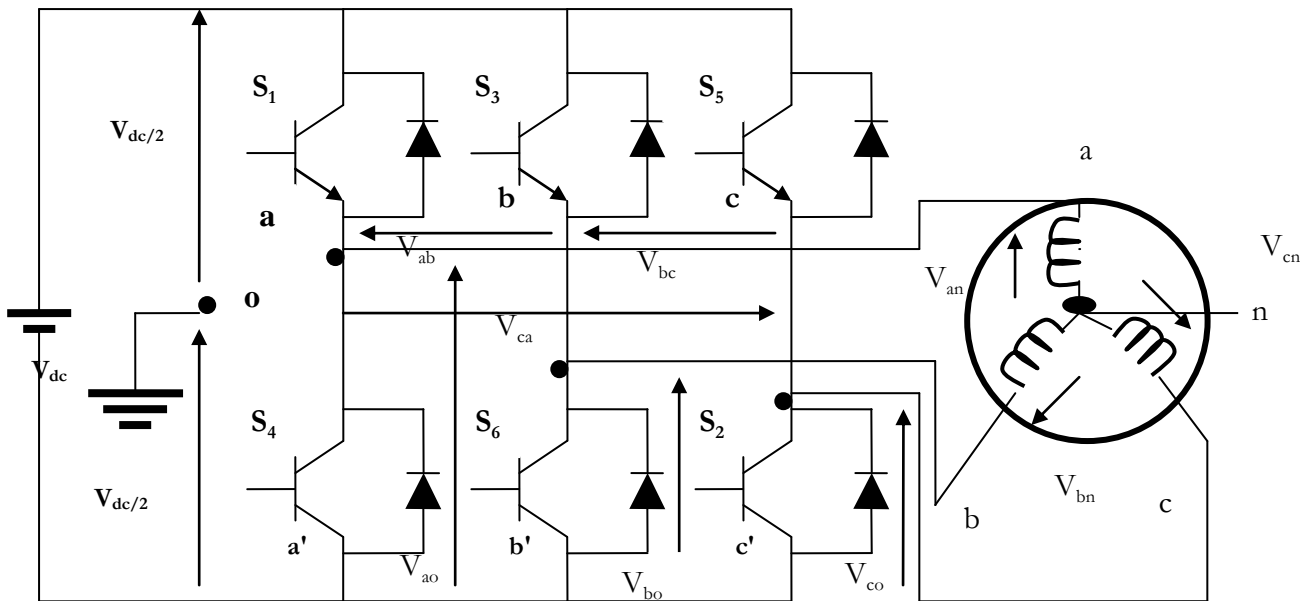 S1
S3
S5
Vdc/2
a
a
b
c
Vab
Vbc
Van
Vcn
o
n
Vca
Vdc
S4
S6
S2
Vdc/2
Vbn
b
c
a'
b'
c'
Vao
Vbo
Vco